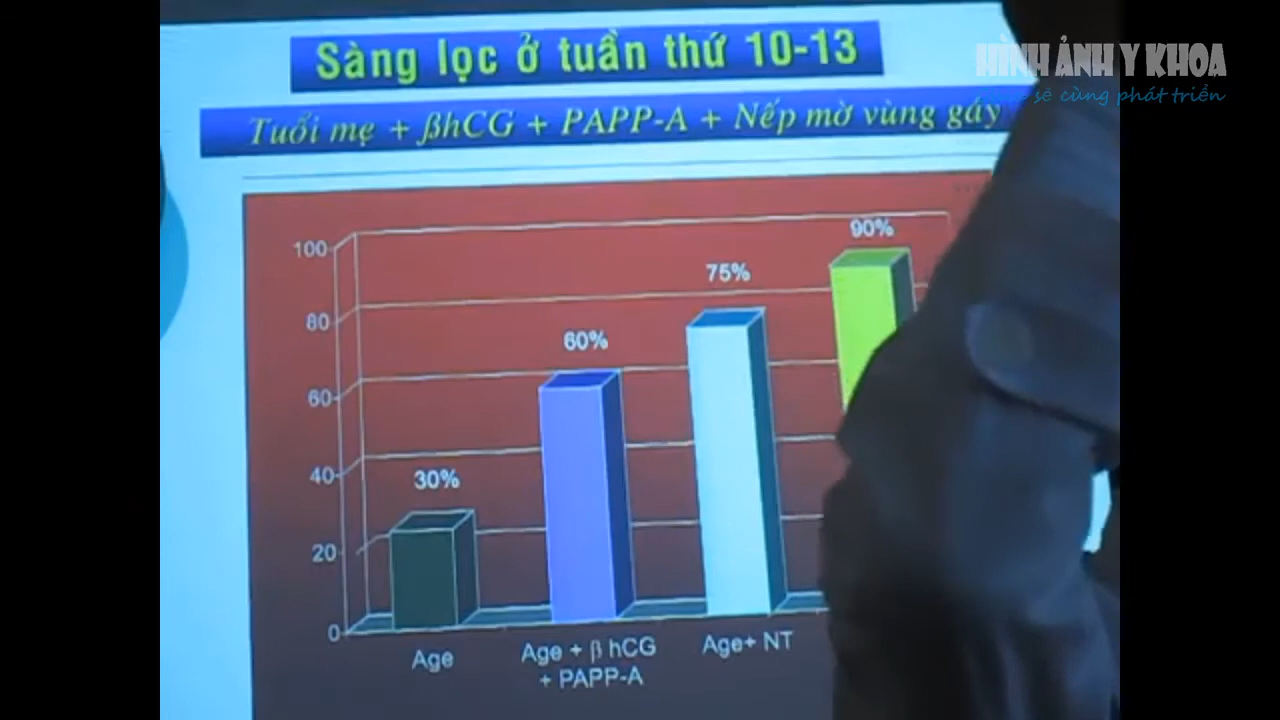 Sàng lọc ở tuần thứ 10-13
HÌNH ẢNH Y KHOA
sẽ cùng phát triển
Tuổi mẹ + βhCG + PAPP-A + Nếp mờ vùng gáy
100
80
60
40
20
0
30%
60%
75%
90%
Age
Age + β hCG
+ PAPP-A
Age+ NT